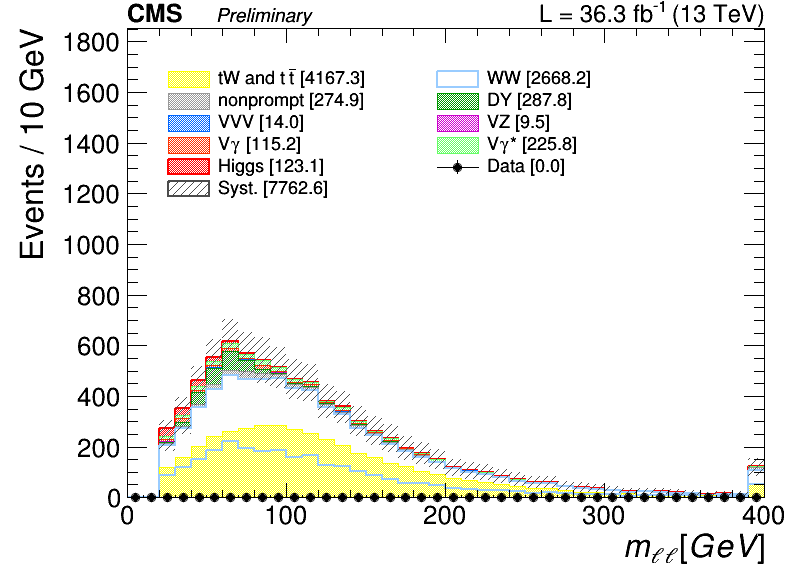 CMS Preliminary L = 36.3 fb⁻¹ (13 TeV)
Events / 10 GeV
1800
1600
1400
1200
1000
800
600
400
200
0
tW and t t̄ [4167.3]
nonprompt [274.9]
VVV [14.0]
Vγ [115.2]
Higgs [123.1]
Syst. [7762.6]
WW [2668.2]
DY [287.8]
VZ [9.5]
Vγ* [225.8]
Data [0.0]
0 100 200 300 400
mℓℓ[GeV]